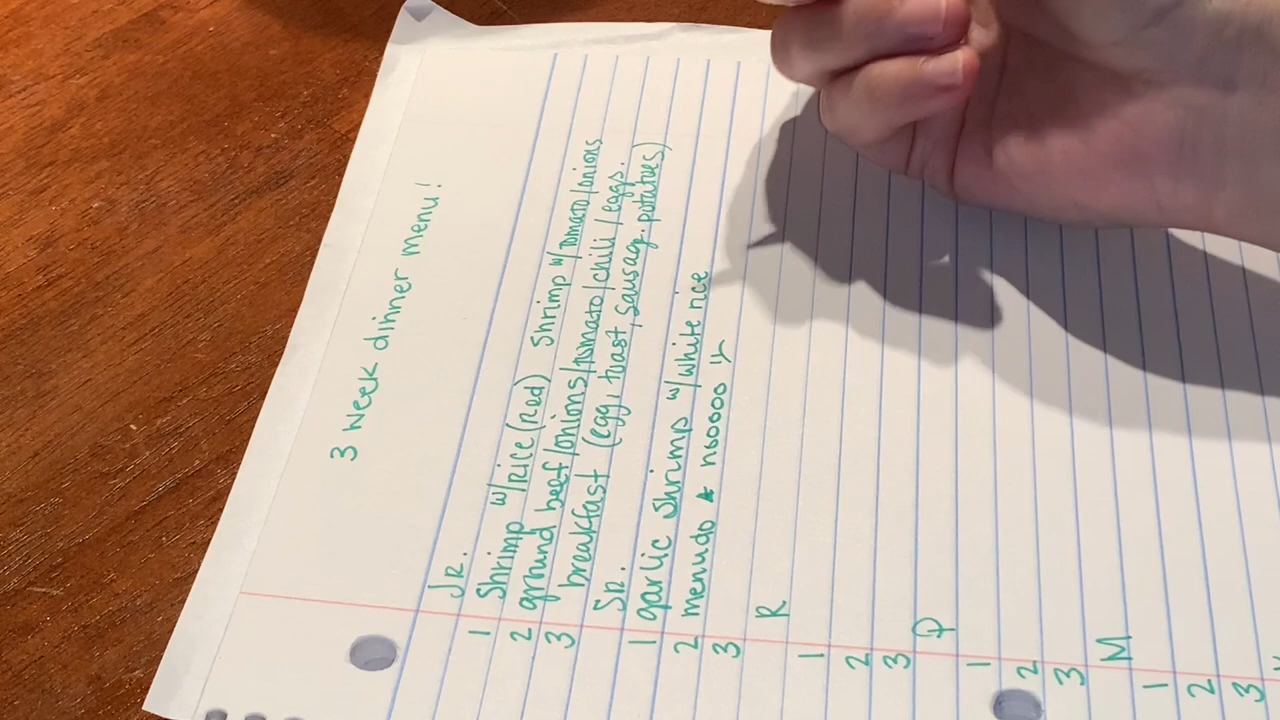 3 week dinner menu!
Jr.
1 Shrimp w/rice (red) Shrimp w/tomato/onions
2 ground beef/onions/tomato/chili/eggs.
3 breakfast (egg, toast, sausag. potatoes)
Sr.
1 garlic shrimp w/white rice
2 menudo * nooooo
3
R
1
2
3
P
1
2
3
M
1
2
3